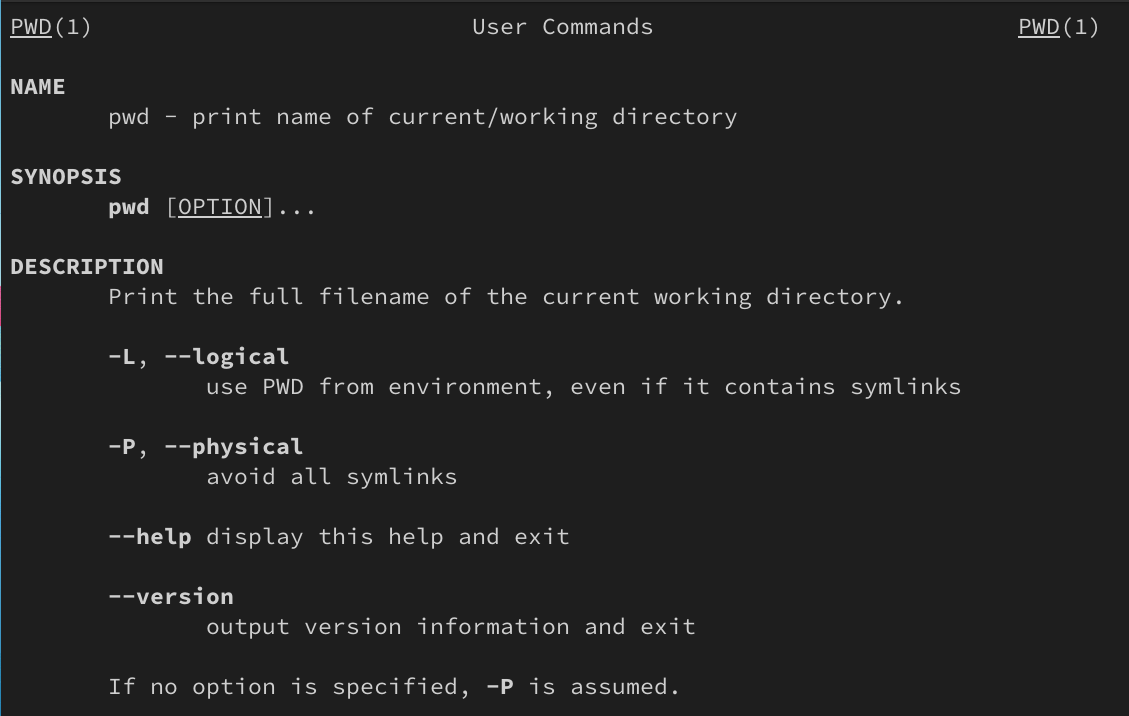 PWD(1) User Commands PWD(1)
NAME
pwd - print name of current/working directory
SYNOPSIS
pwd [OPTION]...
DESCRIPTION
Print the full filename of the current working directory.
-L, --logical
use PWD from environment, even if it contains symlinks
-P, --physical
avoid all symlinks
--help display this help and exit
--version
output version information and exit
If no option is specified, -P is assumed.